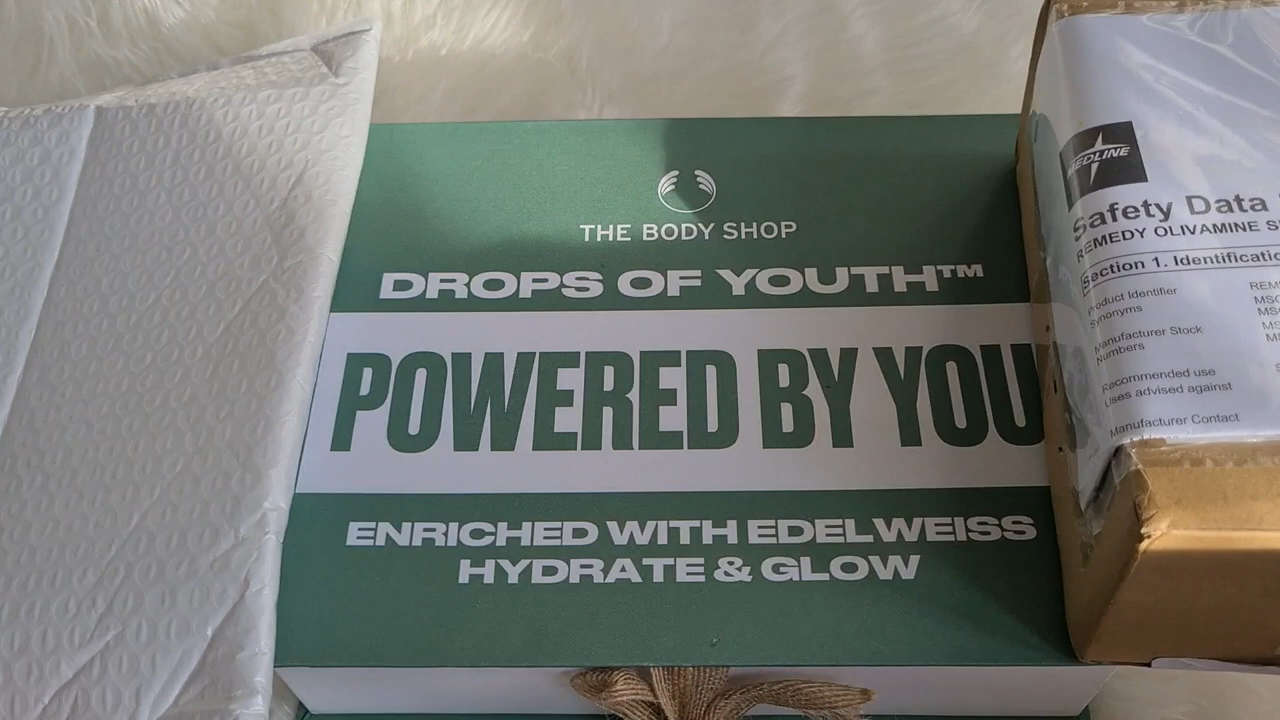 THE BODY SHOP
DROPS OF YOUTH™
POWERED BY YOU
ENRICHED WITH EDELWEISS
HYDRATE & GLOW
MEDLINE
Safety Data
REMEDY OLIVAMINE
Section 1.
Product Identifier
Synonyms
Manufacturer Stock
Numbers
Recommended use
Uses advised against
Manufacturer Contact